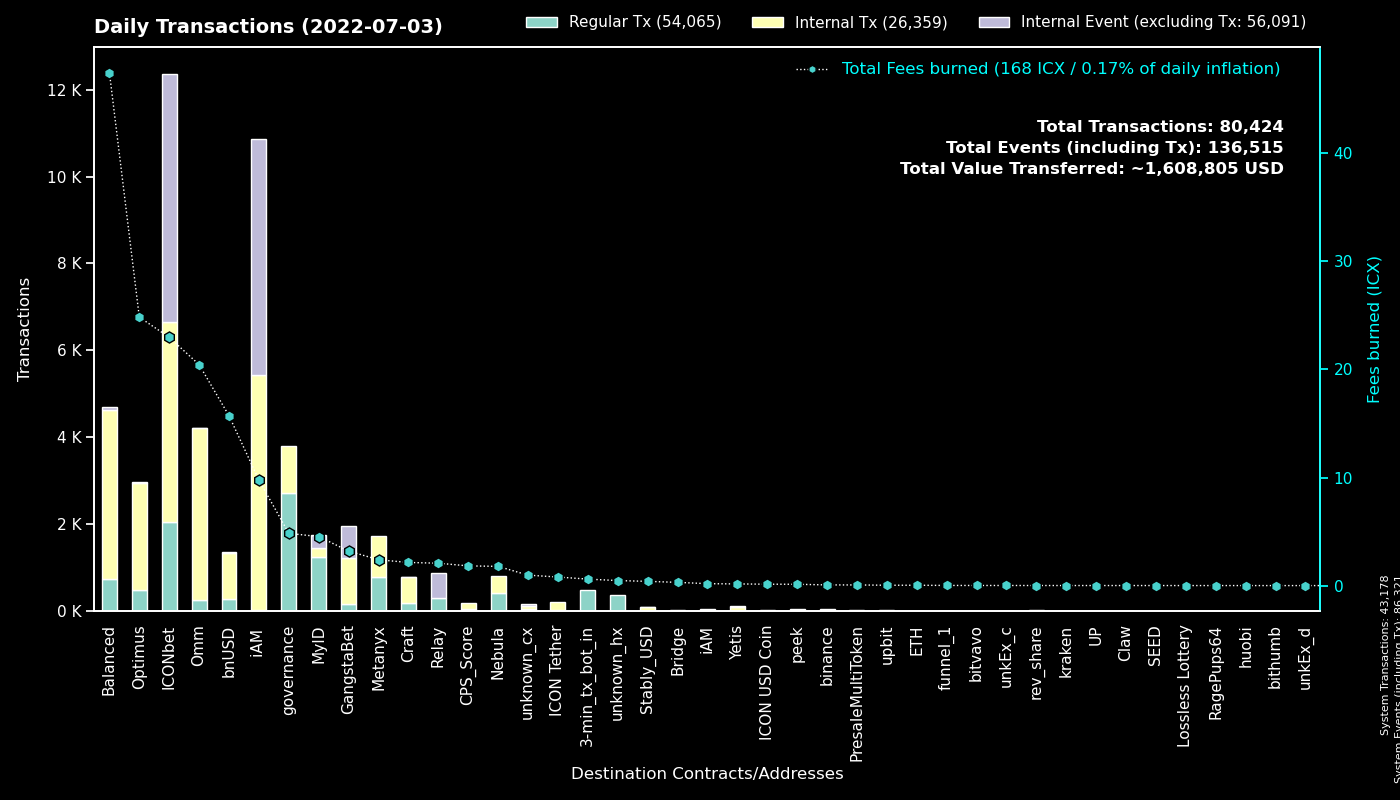 Daily Transactions (2022-07-03)
Regular Tx (54,065)
Internal Tx (26,359)
Internal Event (excluding Tx: 56,091)
Total Fees burned (168 ICX / 0.17% of daily inflation)
Total Transactions: 80,424
Total Events (including Tx): 136,515
Total Value Transferred: ~1,608,805 USD
Transactions
12 K
10 K
8 K
6 K
4 K
2 K
0 K
Fees burned (ICX)
40
30
20
10
0
Balanced
Optimus
ICONbet
Omm
bnUSD
iAM
governance
MyID
GangstaBet
Metanyx
Craft
Relay
CPS_Score
Nebula
unknown_cx
ICON Tether
3-min_tx_bot_in
unknown_hx
Stably_USD
Bridge
iAM
Yetis
ICON USD Coin
peek
binance
PresaleMultiToken
upbit
ETH
funnel_1
bitvavo
unkEx_c
rev_share
kraken
UP
Claw
SEED
Lossless Lottery
RagePups64
huobi
bithumb
unkEx_d
Destination Contracts/Addresses
System Transactions: 43,178
System Events (including Tx): 86,321